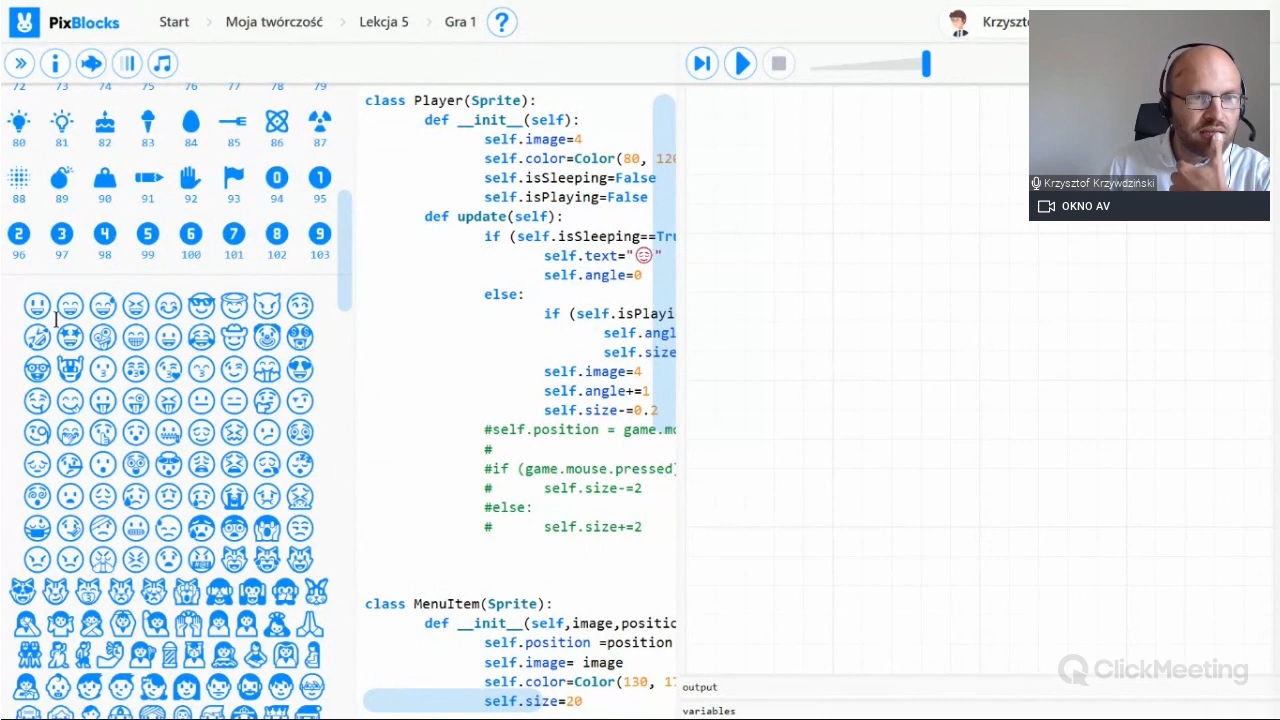 PixBlocks Start Moja twórczość Lekcja 5 Gra 1 ? Krzyszto
72 73 74 75 76 77 78 79
80 81 82 83 84 85 86 87
0 1
88 89 90 91 92 93 94 95
2 3 4 5 6 7 8 9
96 97 98 99 100 101 102 103
class Player(Sprite):
def __init__(self):
self.image=4
self.color=Color(80, 120
self.isSleeping=False
self.isPlaying=False
def update(self):
if (self.isSleeping==Tru
self.text="😌"
self.angle=0
else:
if (self.isPlayi
self.angl
self.size
self.image=4
self.angle+=1
self.size-=0.2
#self.position = game.mo
#
#if (game.mouse.pressed)
# self.size-=2
#else:
# self.size+=2
class MenuItem(Sprite):
def __init__(self,image,positio
self.position =position
self.image= image
self.color=Color(130, 17
self.size=20
Krzysztof Krzywdziński
OKNO AV
ClickMeeting
output
variables